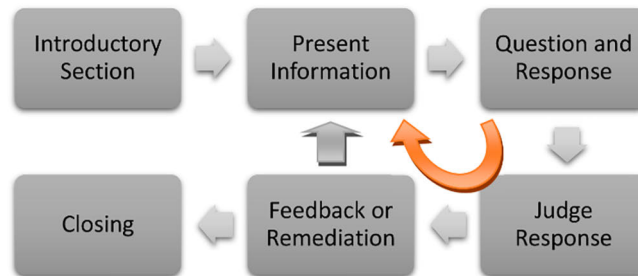 Introductory
Section
Present
Information
Question and
Response
Closing
Feedback or
Remediation
Judge
Response